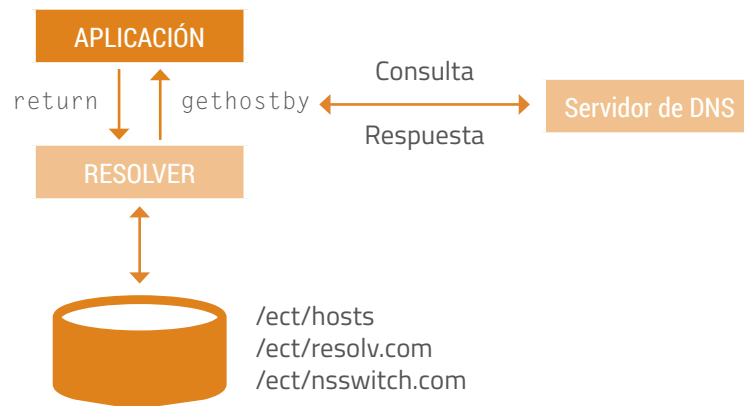 APLICACIÓN
return
gethostby
Consulta
Respuesta
Servidor de DNS
RESOLVER
/ect/hosts
/ect/resolv.com
/ect/nsswitch.com